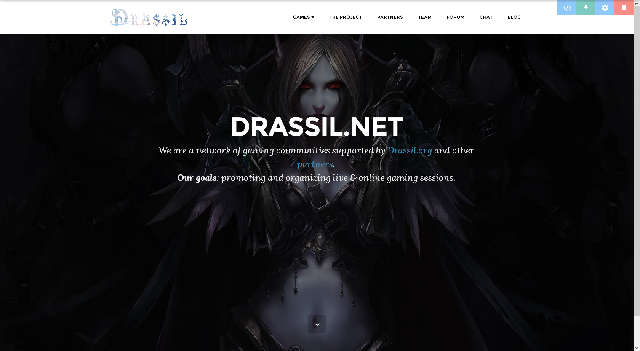 DRASSIL
GAMES ▾ THE PROJECT PARTNERS TEAM FORUM CHAT BLOG
DRASSIL.NET
We are a network of gaming communities supported by Drassil.org and other
partners.
Our goals: promoting and organizing live & online gaming sessions.